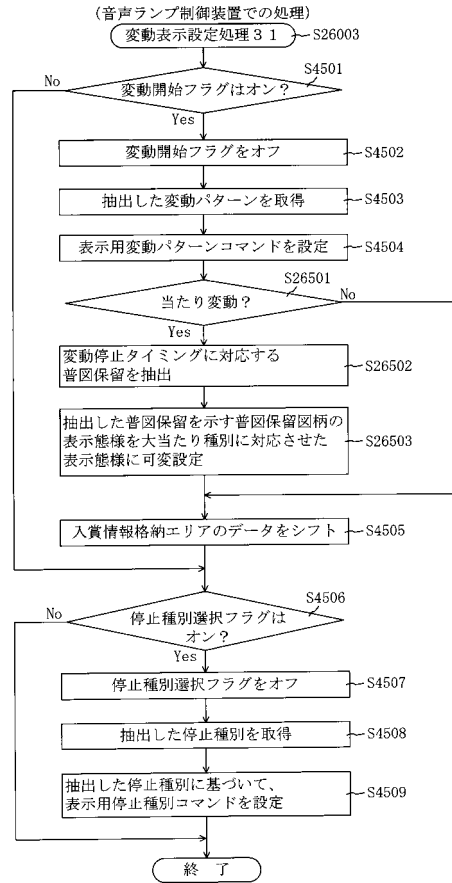 (音声ランプ制御装置での処理)
変動表示設定処理31
S26003
S4501
No
変動開始フラグはオン?
Yes
変動開始フラグをオフ
S4502
抽出した変動パターンを取得
S4503
表示用変動パターンコマンドを設定
S4504
S26501
当たり変動?
No
Yes
変動停止タイミングに対応する
普図保留を抽出
S26502
抽出した普図保留を示す普図保留図柄の
表示態様を大当たり種別に対応させた
表示態様に可変設定
S26503
入賞情報格納エリアのデータをシフト
S4505
S4506
No
停止種別選択フラグは
オン?
Yes
停止種別選択フラグをオフ
S4507
抽出した停止種別を取得
S4508
抽出した停止種別に基づいて、
表示用停止種別コマンドを設定
S4509
終 了